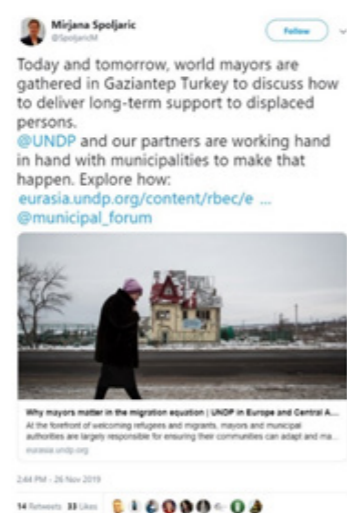 Mirjana Spoljaric
@SpoljaricM
Follow
Today and tomorrow, world mayors are
gathered in Gaziantep Turkey to discuss how
to deliver long-term support to displaced
persons.
@UNDP and our partners are working hand
in hand with municipalities to make that
happen. Explore how:
eurasia.undp.org/content/rbec/e ...
@municipal_forum
Why mayors matter in the migration equation | UNDP in Europe and Central A...
At the forefront of welcoming refugees and migrants, mayors and municipal
authorities are largely responsible for ensuring their communities can adapt and ma...
eurasia.undp.org
2:44 PM - 26 Nov 2019
14 Retweets 33 Likes